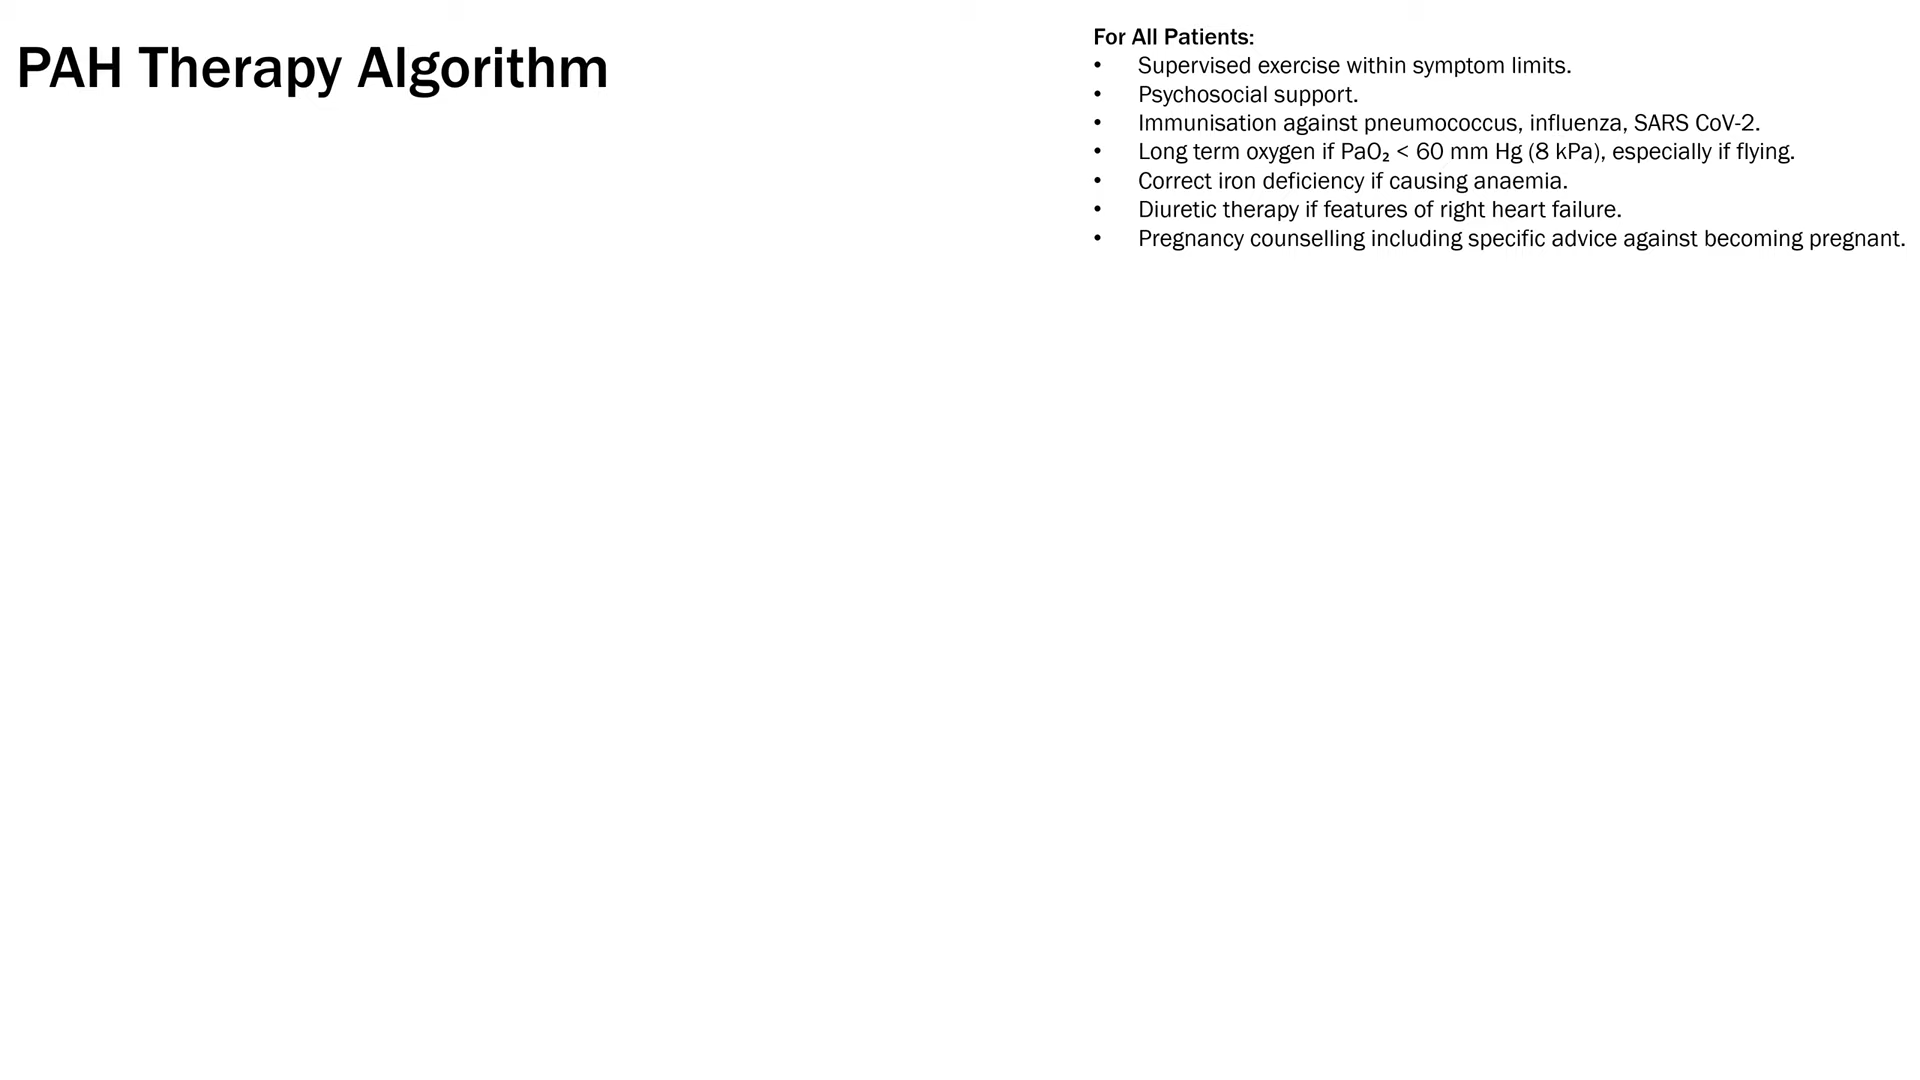 PAH Therapy Algorithm
For All Patients:
• Supervised exercise within symptom limits.
• Psychosocial support.
• Immunisation against pneumococcus, influenza, SARS CoV-2.
• Long term oxygen if PaO₂ < 60 mm Hg (8 kPa), especially if flying.
• Correct iron deficiency if causing anaemia.
• Diuretic therapy if features of right heart failure.
• Pregnancy counselling including specific advice against becoming pregnant.